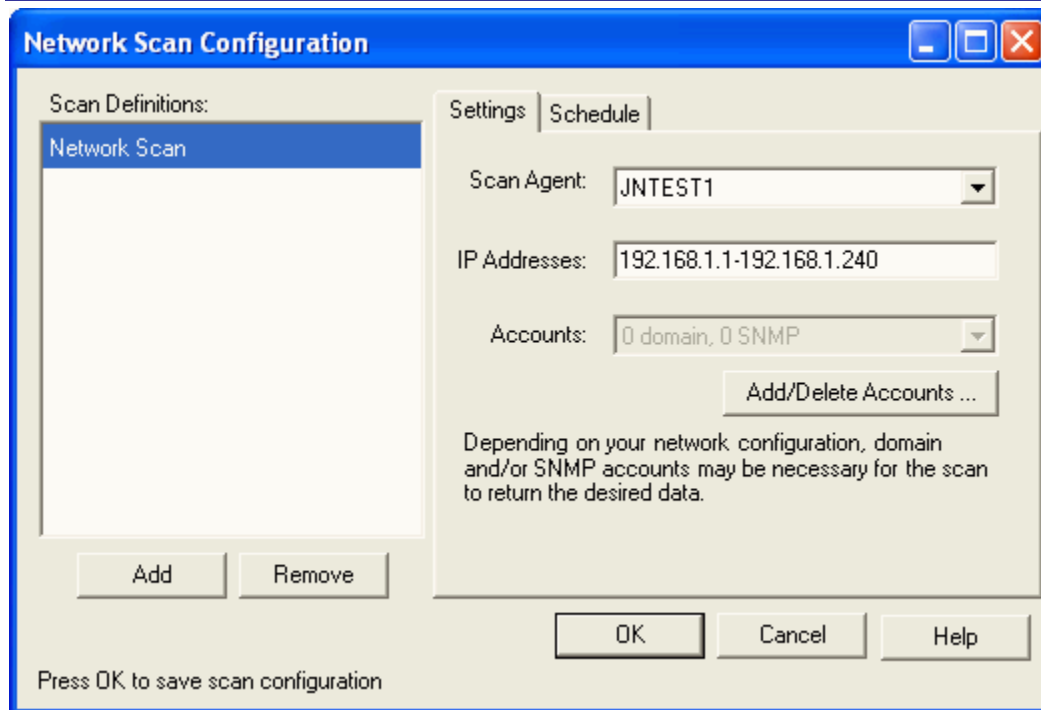 Network Scan Configuration
Scan Definitions:
Network Scan
Add
Remove
Settings
Schedule
Scan Agent:
JNTEST1
IP Addresses:
192.168.1.1-192.168.1.240
Accounts:
0 domain, 0 SNMP
Add/Delete Accounts ...
Depending on your network configuration, domain
and/or SNMP accounts may be necessary for the scan
to return the desired data.
OK
Cancel
Help
Press OK to save scan configuration